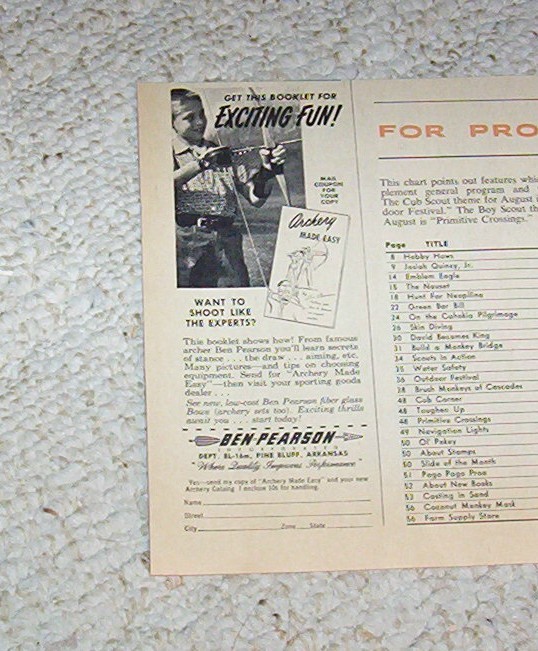 GET THIS BOOKLET FOR
EXCITING FUN!
MAIL
COUPON
FOR
YOUR
COPY
Archery
MADE EASY
WANT TO
SHOOT LIKE
THE EXPERTS?
This booklet shows how! From famous
archer Ben Pearson you'll learn secrets
of stance . . . the draw . . . aiming, etc.
Many pictures—and tips on choosing
equipment. Send for "Archery Made
Easy"—then visit your sporting goods
dealer . . .
See new, low-cost Ben Pearson fiber glass
Bows (archery sets too). Exciting thrills
await you . . . start today!
BEN PEARSON
INCORPORATED
DEPT. BL-16m, PINE BLUFF, ARKANSAS
"Where Quality Improves Performance"
Yes—send my copy of "Archery Made Easy" and your new
Archery Catalog. I enclose 10¢ for handling.
Name
Street
City Zone State
FOR PRO
This chart points out features whi
plement general program and
The Cub Scout theme for August i
door Festival." The Boy Scout th
August is "Primitive Crossings."
Page TITLE
8 Hobby Hows
9 Josiah Quincy, Jr.
14 Emblem Eagle
15 The Nauset
18 Hunt For Neopiline
22 Green Bar Bill
24 On the Cahokia Pilgrimage
26 Skin Diving
30 David Becomes King
31 Build a Monkey Bridge
34 Scouts in Action
35 Water Safety
36 Outdoor Festival
38 Brush Monkeys of Cascades
48 Cub Corner
48 Toughen Up
48 Primitive Crossings
49 Navigation Lights
50 Ol' Pokey
50 About Stamps
50 Slide of the Month
51 Pogo Pogo Proa
52 About New Books
53 Casting in Sand
56 Coconut Monkey Mask
56 Farm Supply Store